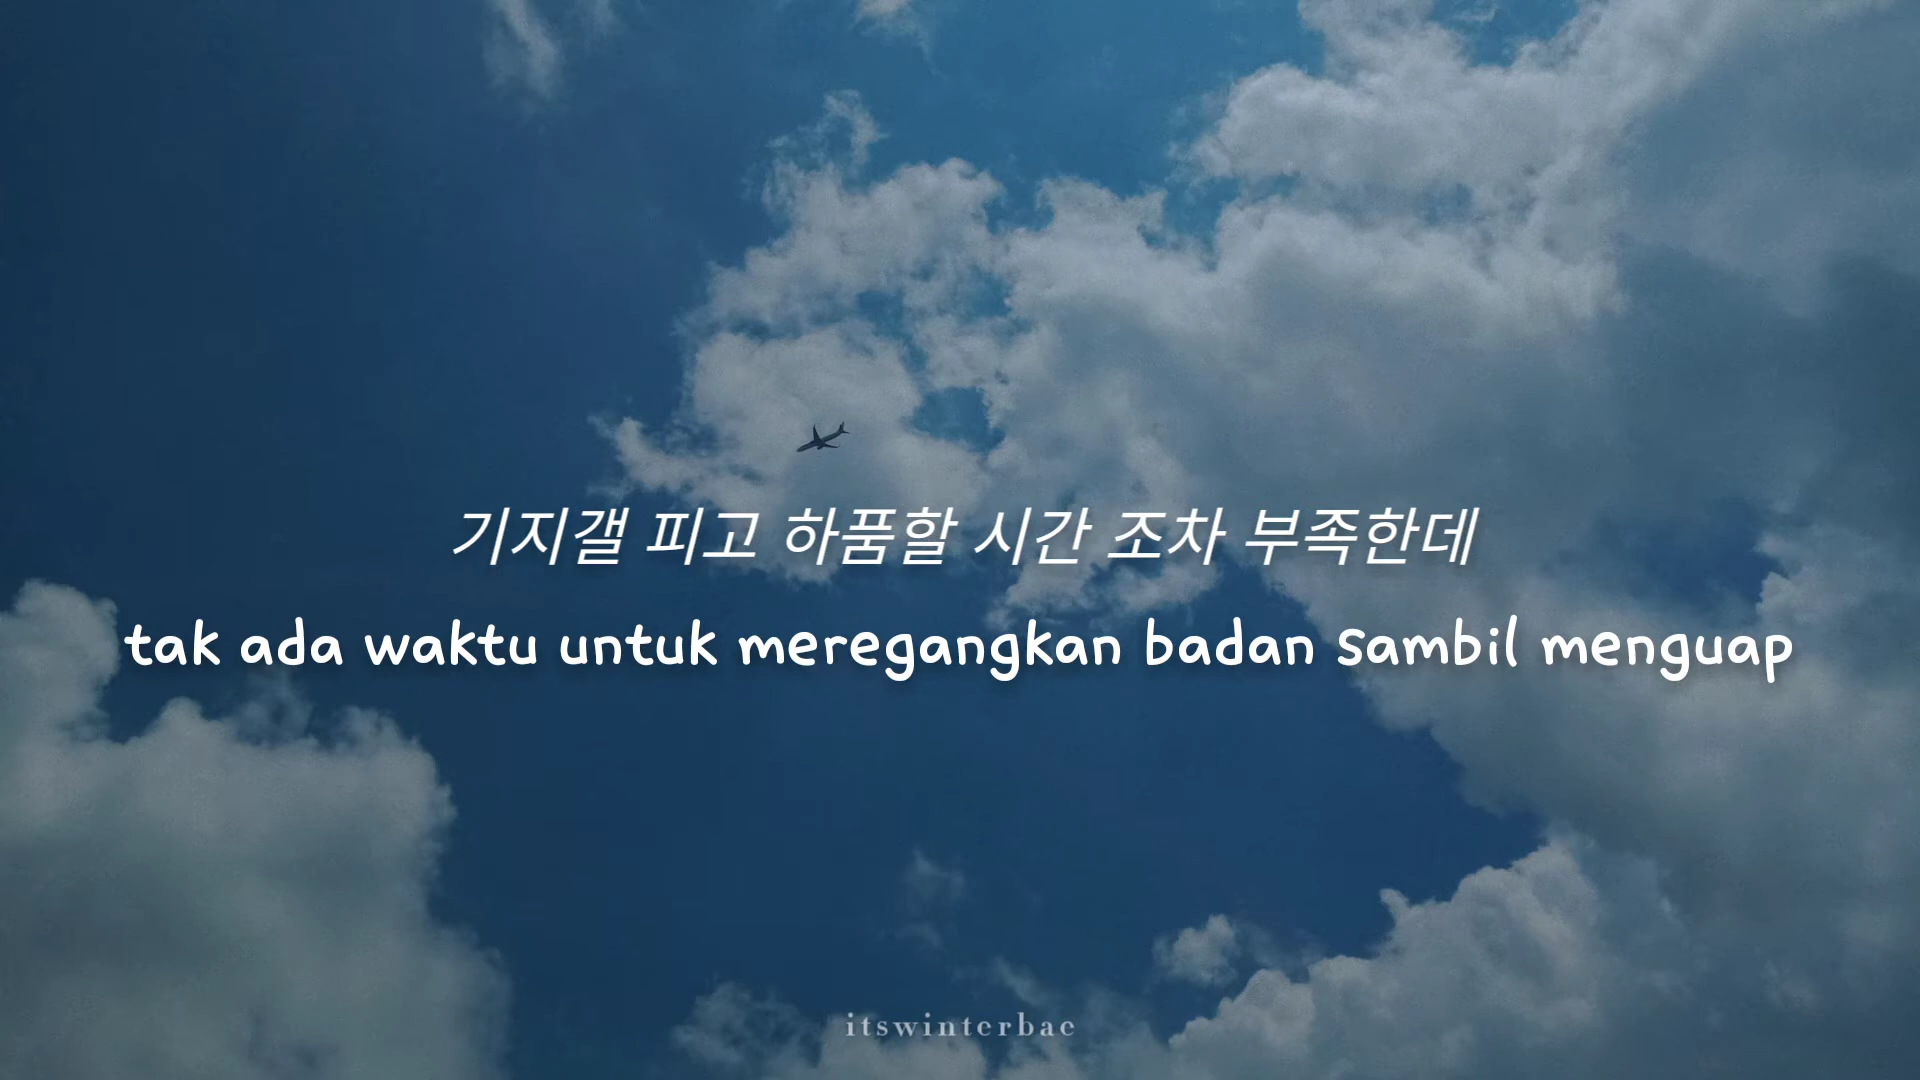 기지갤 피고 하품할 시간 조차 부족한데
tak ada waktu untuk meregangkan badan sambil menguap
itswinterbae